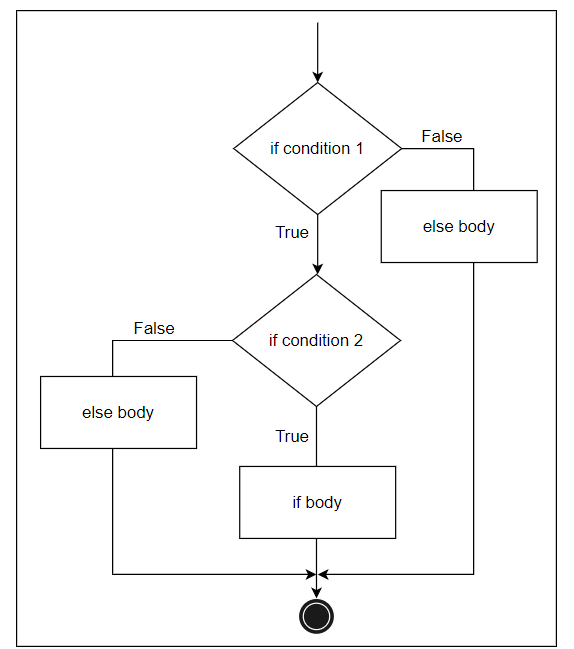 False
if condition 1
else body
True
False
if condition 2
else body
True
if body